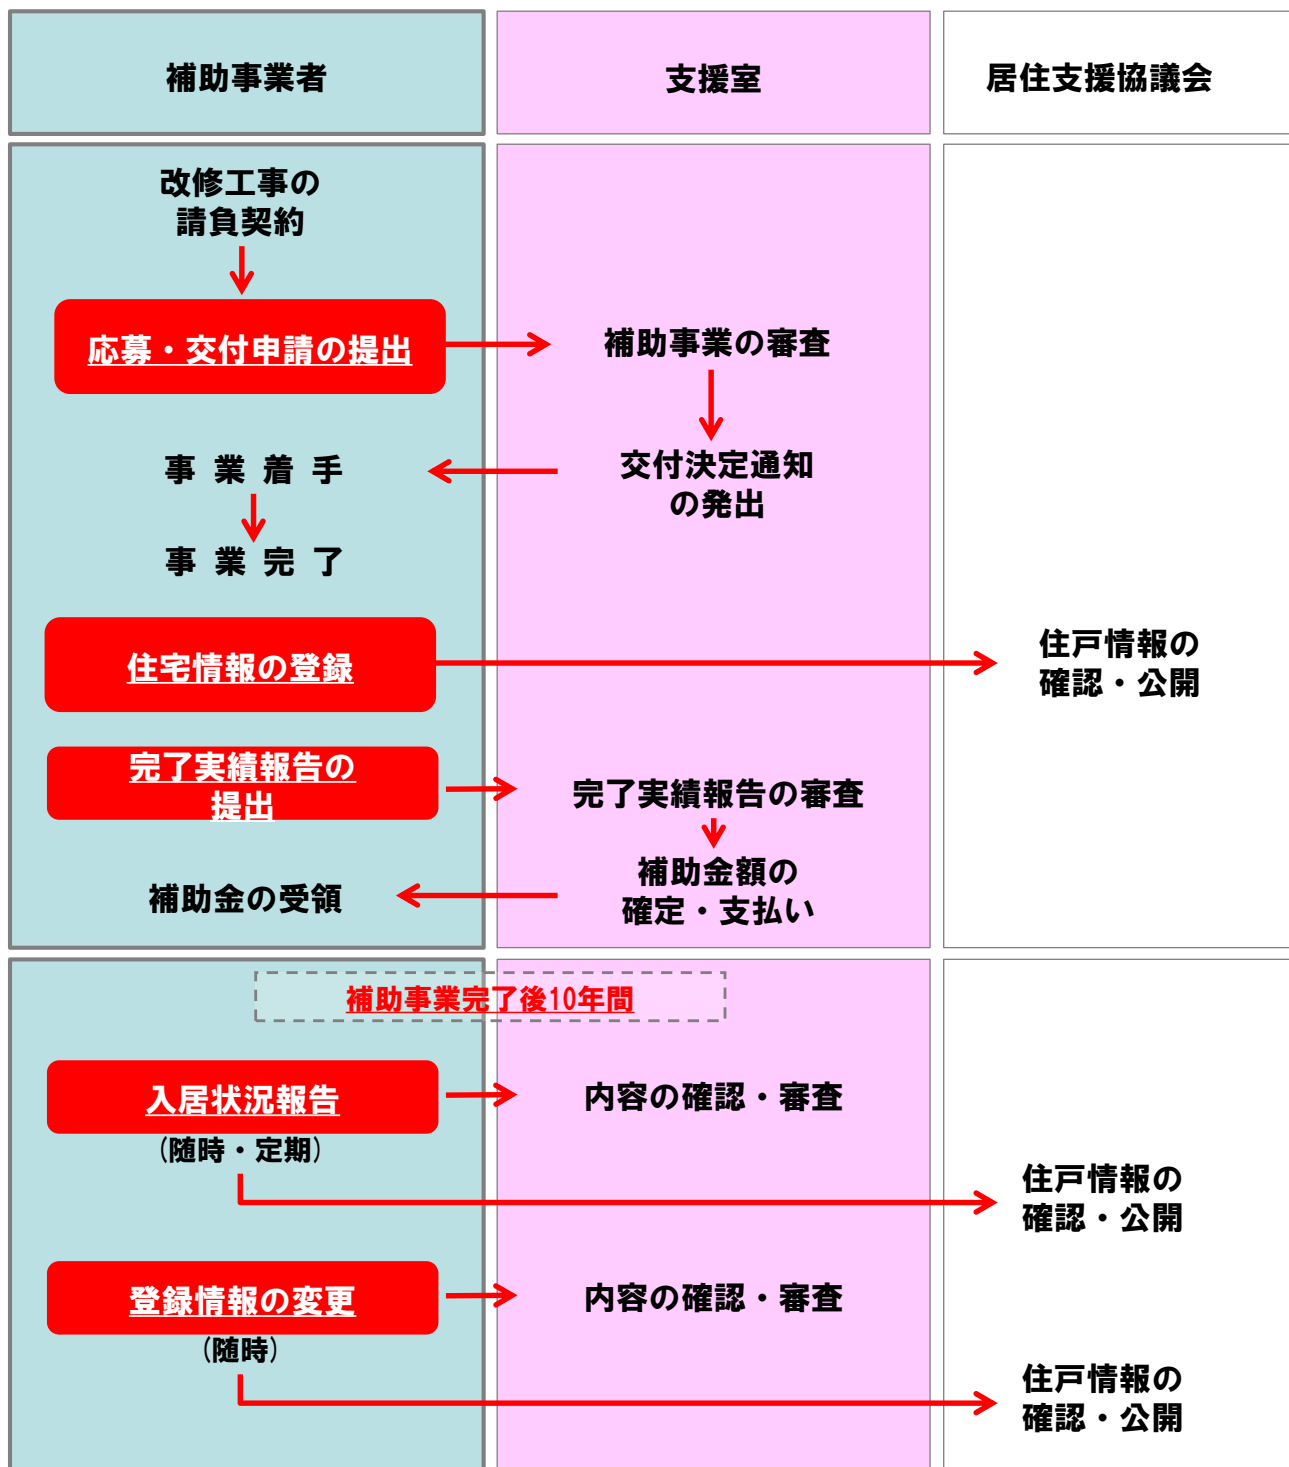 補助事業者
支援室
居住支援協議会
改修工事の
請負契約
応募・交付申請の提出
補助事業の審査
事業着手
交付決定通知
の発出
事業完了
住宅情報の登録
住戸情報の
確認・公開
完了実績報告の
提出
完了実績報告の審査
補助金の受領
補助金額の
確定・支払い
補助事業完了後10年間
入居状況報告
(随時・定期)
内容の確認・審査
住戸情報の
確認・公開
登録情報の変更
(随時)
内容の確認・審査
住戸情報の
確認・公開